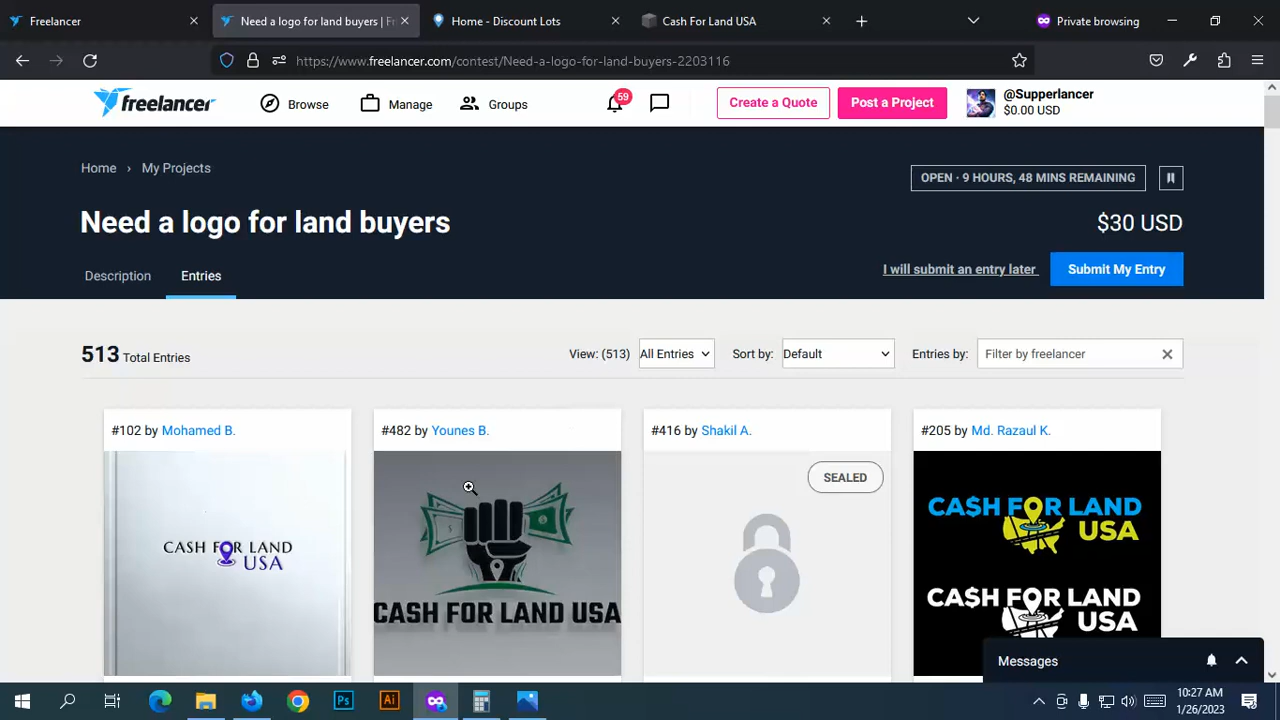 Freelancer
Need a logo for land buyers | Fr
Home - Discount Lots
Cash For Land USA
Private browsing
https://www.freelancer.com/contest/Need-a-logo-for-land-buyers-2203116
freelancer
Browse
Manage
Groups
59
Create a Quote
Post a Project
@Supperlancer
$0.00 USD
Home › My Projects
OPEN · 9 HOURS, 48 MINS REMAINING
Need a logo for land buyers
$30 USD
Description
Entries
I will submit an entry later
Submit My Entry
513 Total Entries
View: (513)
All Entries
Sort by:
Default
Entries by:
Filter by freelancer
#102 by Mohamed B.
#482 by Younes B.
#416 by Shakil A.
#205 by Md. Razaul K.
CASH FOR LAND
USA
CASH FOR LAND USA
SEALED
CA$H FOR LAND
USA
CA$H FOR LAND
USA
Messages
Ps
Ai
10:27 AM
1/26/2023